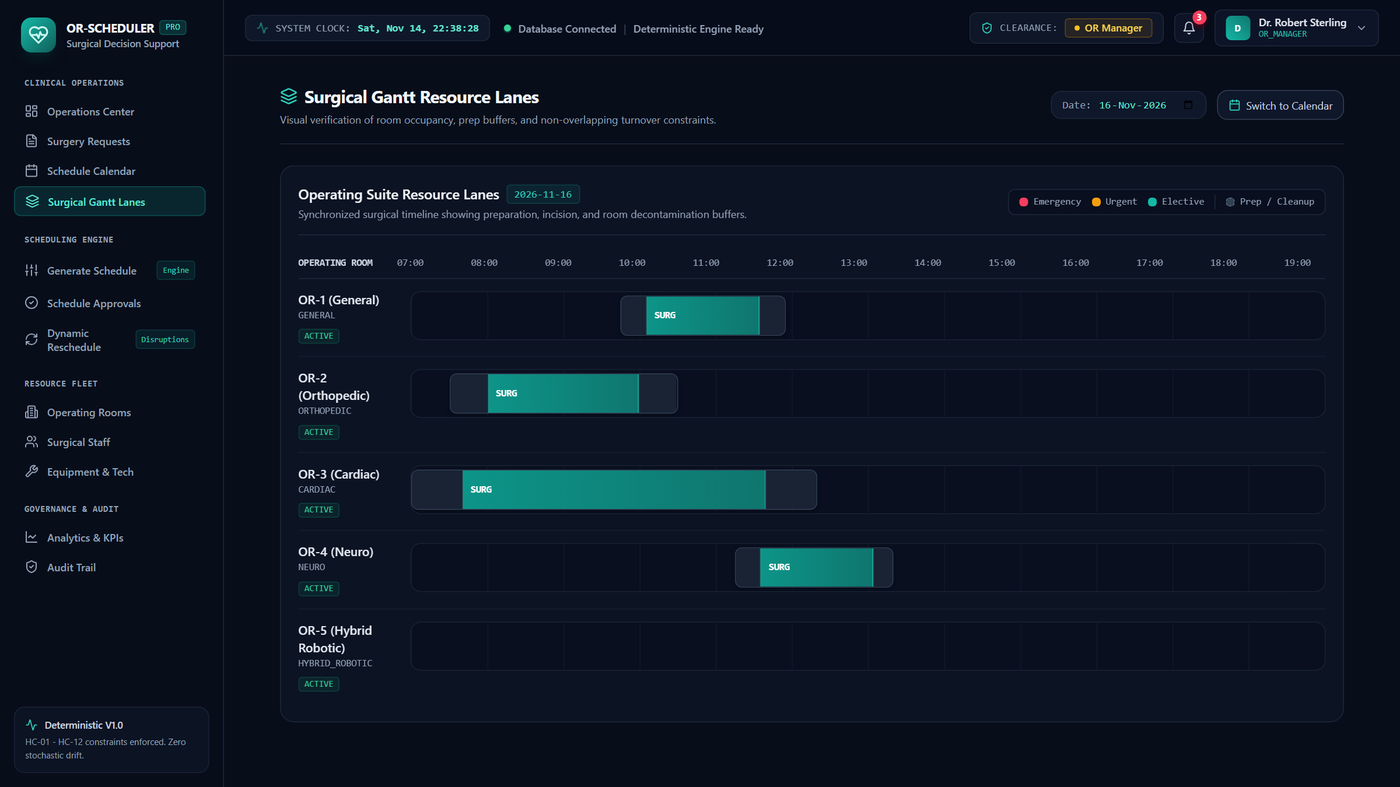 OR-SCHEDULER PRO
Surgical Decision Support
CLINICAL OPERATIONS
Operations Center
Surgery Requests
Schedule Calendar
Surgical Gantt Lanes
SCHEDULING ENGINE
Generate Schedule Engine
Schedule Approvals
Dynamic
Reschedule
Disruptions
RESOURCE FLEET
Operating Rooms
Surgical Staff
Equipment & Tech
GOVERNANCE & AUDIT
Analytics & KPIs
Audit Trail
Deterministic V1.0
HC-01 - HC-12 constraints enforced. Zero
stochastic drift.
SYSTEM CLOCK: Sat, Nov 14, 22:38:28
Database Connected | Deterministic Engine Ready
CLEARANCE: OR Manager
3
D
Dr. Robert Sterling
OR_MANAGER
Surgical Gantt Resource Lanes
Visual verification of room occupancy, prep buffers, and non-overlapping turnover constraints.
Date: 16-Nov-2026
Switch to Calendar
Operating Suite Resource Lanes 2026-11-16
Synchronized surgical timeline showing preparation, incision, and room decontamination buffers.
Emergency Urgent Elective Prep / Cleanup
OPERATING ROOM 07:00 08:00 09:00 10:00 11:00 12:00 13:00 14:00 15:00 16:00 17:00 18:00 19:00
OR-1 (General)
GENERAL
ACTIVE
SURG
OR-2
(Orthopedic)
ORTHOPEDIC
ACTIVE
SURG
OR-3 (Cardiac)
CARDIAC
ACTIVE
SURG
OR-4 (Neuro)
NEURO
ACTIVE
SURG
OR-5 (Hybrid
Robotic)
HYBRID_ROBOTIC
ACTIVE